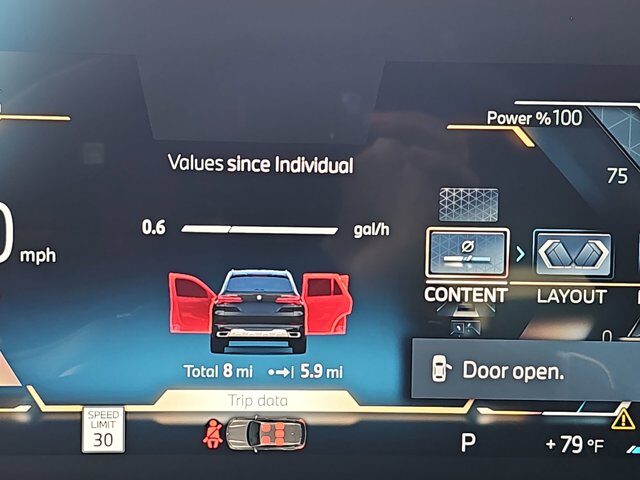 Power %100
75
Values since Individual
0.6 gal/h
mph
CONTENT
LAYOUT
Total 8 mi 5.9 mi
Door open.
Trip data
SPEED
LIMIT
30
P
+79 °F